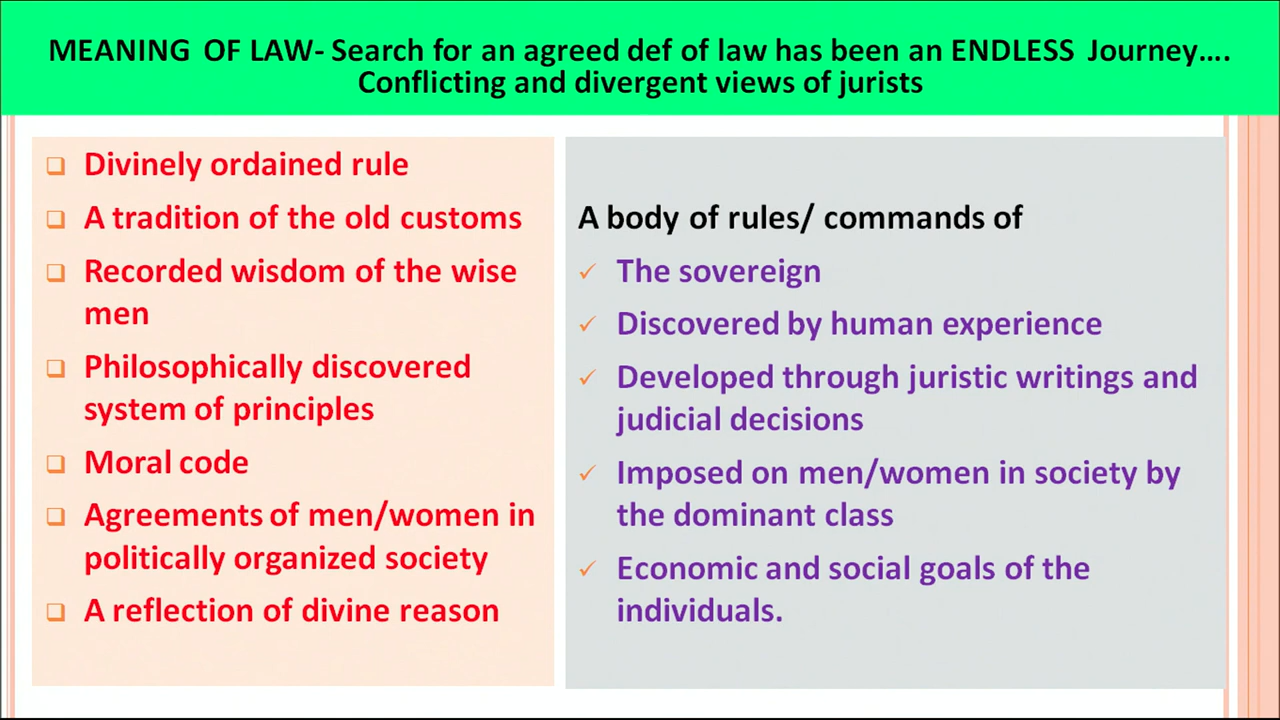 MEANING OF LAW- Search for an agreed def of law has been an ENDLESS Journey….
Conflicting and divergent views of jurists
Divinely ordained rule
A tradition of the old customs
Recorded wisdom of the wise
men
Philosophically discovered
system of principles
Moral code
Agreements of men/women in
politically organized society
A reflection of divine reason
A body of rules/ commands of
The sovereign
Discovered by human experience
Developed through juristic writings and
judicial decisions
Imposed on men/women in society by
the dominant class
Economic and social goals of the
individuals.